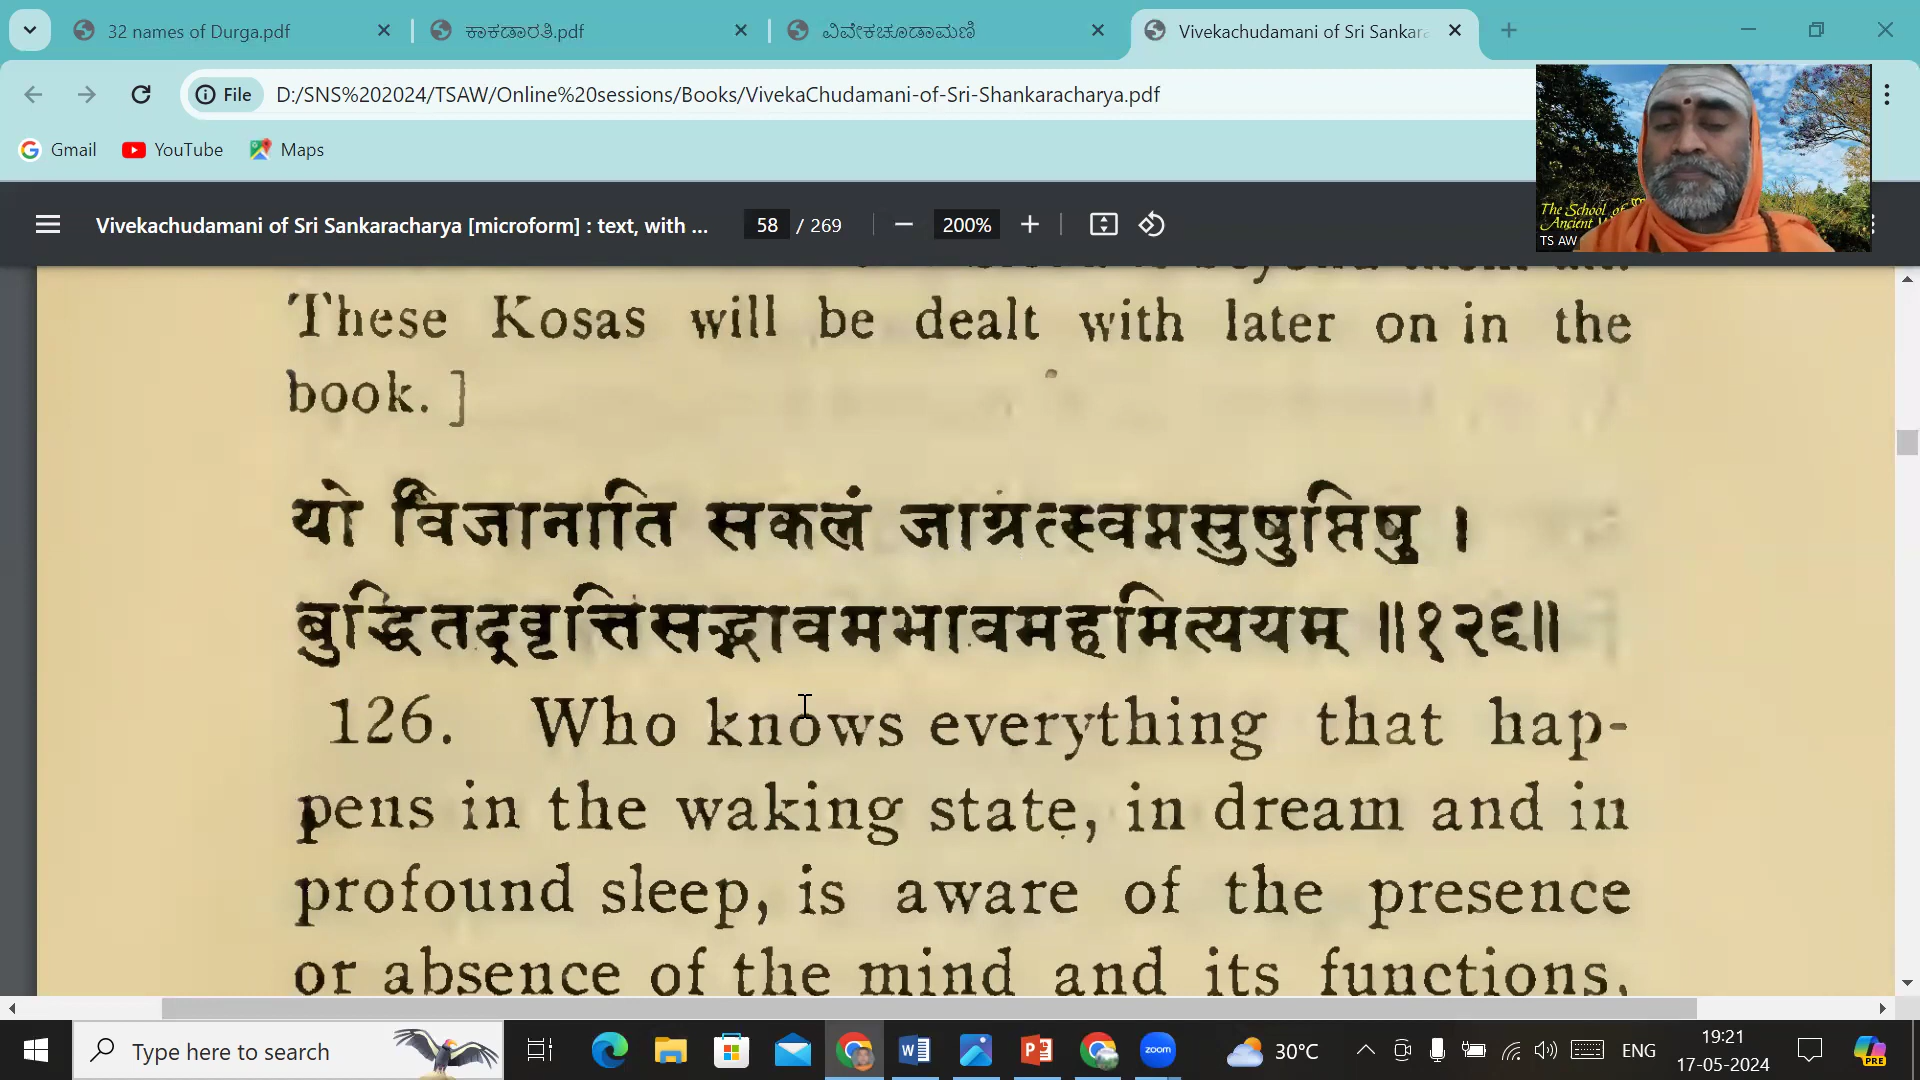 32 names of Durga.pdf
ಕಾಕಡಾರತಿ.pdf
ವಿವೇಕಚೂಡಾಮಣಿ
Vivekachudamani of Sri Sankar
File
D:/SNS%202024/TSAW/Online%20sessions/Books/VivekaChudamani-of-Sri-Shankaracharya.pdf
Gmail
YouTube
Maps
Vivekachudamani of Sri Sankaracharya [microform] : text, with ...
58 / 269
200%
The School of
Ancient
TS AW
These Kosas will be dealt with later on in the
book. ]
यो विजानाति सकलं जाग्रत्स्वप्नसुषुप्तिषु ।
बुद्धितद्वृत्तिसद्भावमभावमहमित्ययम् ॥१२६॥
126. Who knows everything that hap-
pens in the waking state, in dream and in
profound sleep, is aware of the presence
or absence of the mind and its functions,
Type here to search
zoom
30°C
ENG
19:21
17-05-2024
PRE